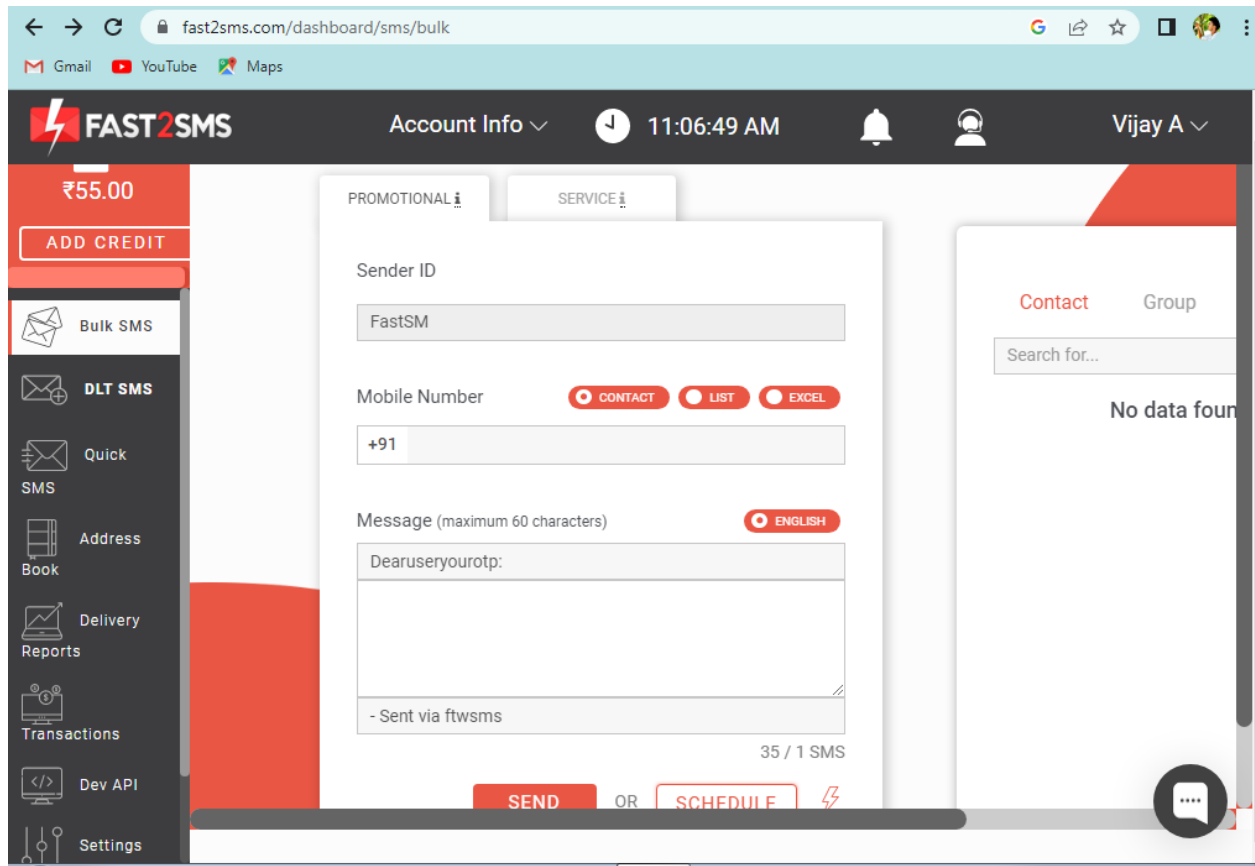 fast2sms.com/dashboard/sms/bulk
Gmail YouTube Maps
FAST2SMS Account Info 11:06:49 AM Vijay A
₹55.00
ADD CREDIT
Bulk SMS
DLT SMS
Quick
SMS
Address
Book
Delivery
Reports
Transactions
Dev API
Settings
PROMOTIONAL i SERVICE i
Sender ID
FastSM
Mobile Number CONTACT LIST EXCEL
+91
Message (maximum 60 characters) ENGLISH
Dearuseryourotp:
- Sent via ftwsms
35 / 1 SMS
SEND OR SCHEDULE
Contact Group
Search for...
No data foun